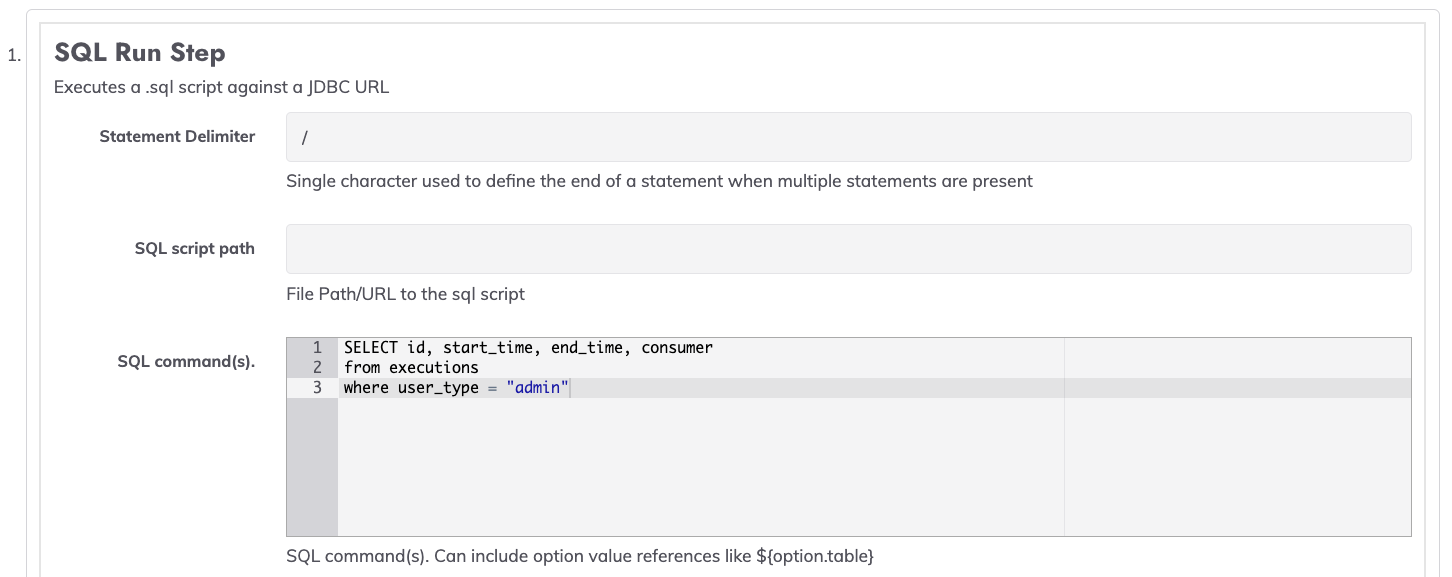 1.
SQL Run Step
Executes a .sql script against a JDBC URL
Statement Delimiter
/
Single character used to define the end of a statement when multiple statements are present
SQL script path
File Path/URL to the sql script
SQL command(s).
1 SELECT id, start_time, end_time, consumer
2 from executions
3 where user_type = "admin"
SQL command(s). Can include option value references like ${option.table}